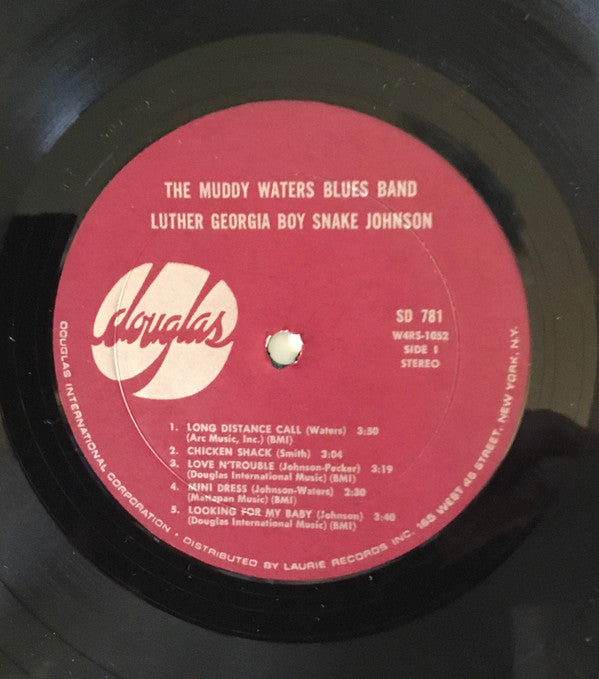 THE MUDDY WATERS BLUES BAND
LUTHER GEORGIA BOY SNAKE JOHNSON
douglas
SD 781
W4RS-1052
SIDE 1
STEREO
1. LONG DISTANCE CALL (Waters) 3:50
(Arc Music, Inc.) (BMI)
2. CHICKEN SHACK (Smith) 3:04
3. LOVE N'TROUBLE (Johnson-Pecker) 3:19
(Douglas International Music) (BMI)
4. MINI DRESS (Johnson-Waters) 2:30
(Manapan Music) (BMI)
5. LOOKING FOR MY BABY (Johnson) 3:40
(Douglas International Music) (BMI)
DOUGLAS INTERNATIONAL CORPORATION • DISTRIBUTED BY LAURIE RECORDS INC. 165 WEST 46 STREET, NEW YORK, N.Y.